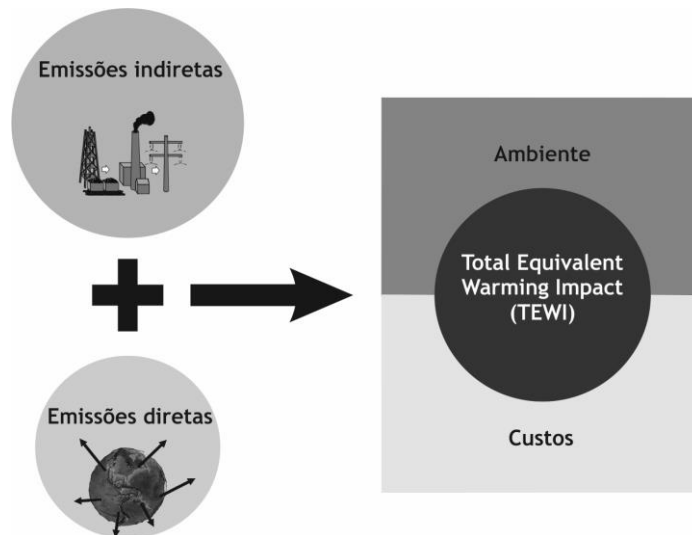 Emissões indiretas
Emissões diretas
Ambiente
Total Equivalent
Warming Impact
(TEWI)
Custos